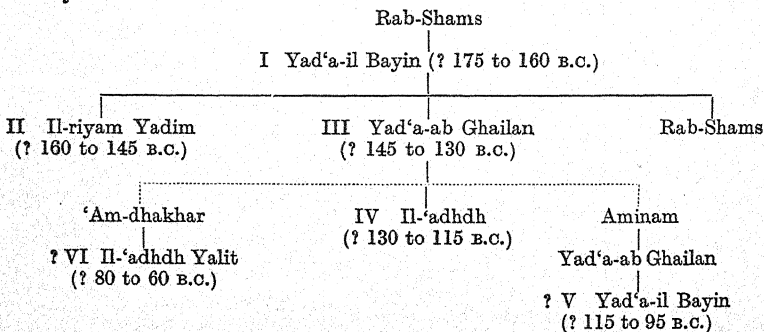 Rab-Shams
I Yad‘a-il Bayin (? 175 to 160 B.C.)
II Il-riyam Yadim III Yad‘a-ab Ghailan Rab-Shams
(? 160 to 145 B.C.) (? 145 to 130 B.C.)
‘Am-dhakhar IV Il-‘adhdh Aminam
(? 130 to 115 B.C.)
? VI Il-‘adhdh Yalit Yad‘a-ab Ghailan
(? 80 to 60 B.C.)
? V Yad‘a-il Bayin
(? 115 to 95 B.C.)